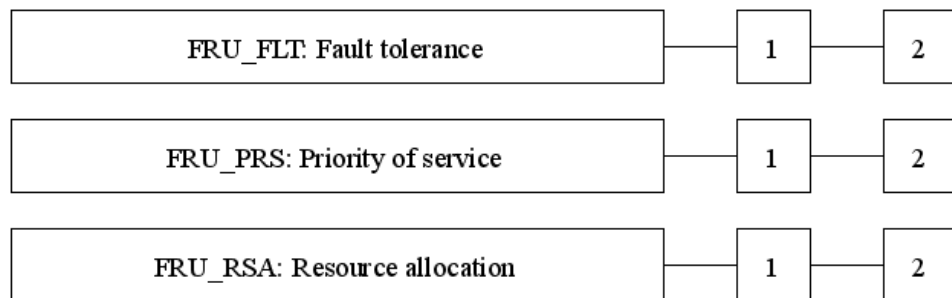 FRU_FLT: Fault tolerance 1 2
FRU_PRS: Priority of service 1 2
FRU_RSA: Resource allocation 1 2